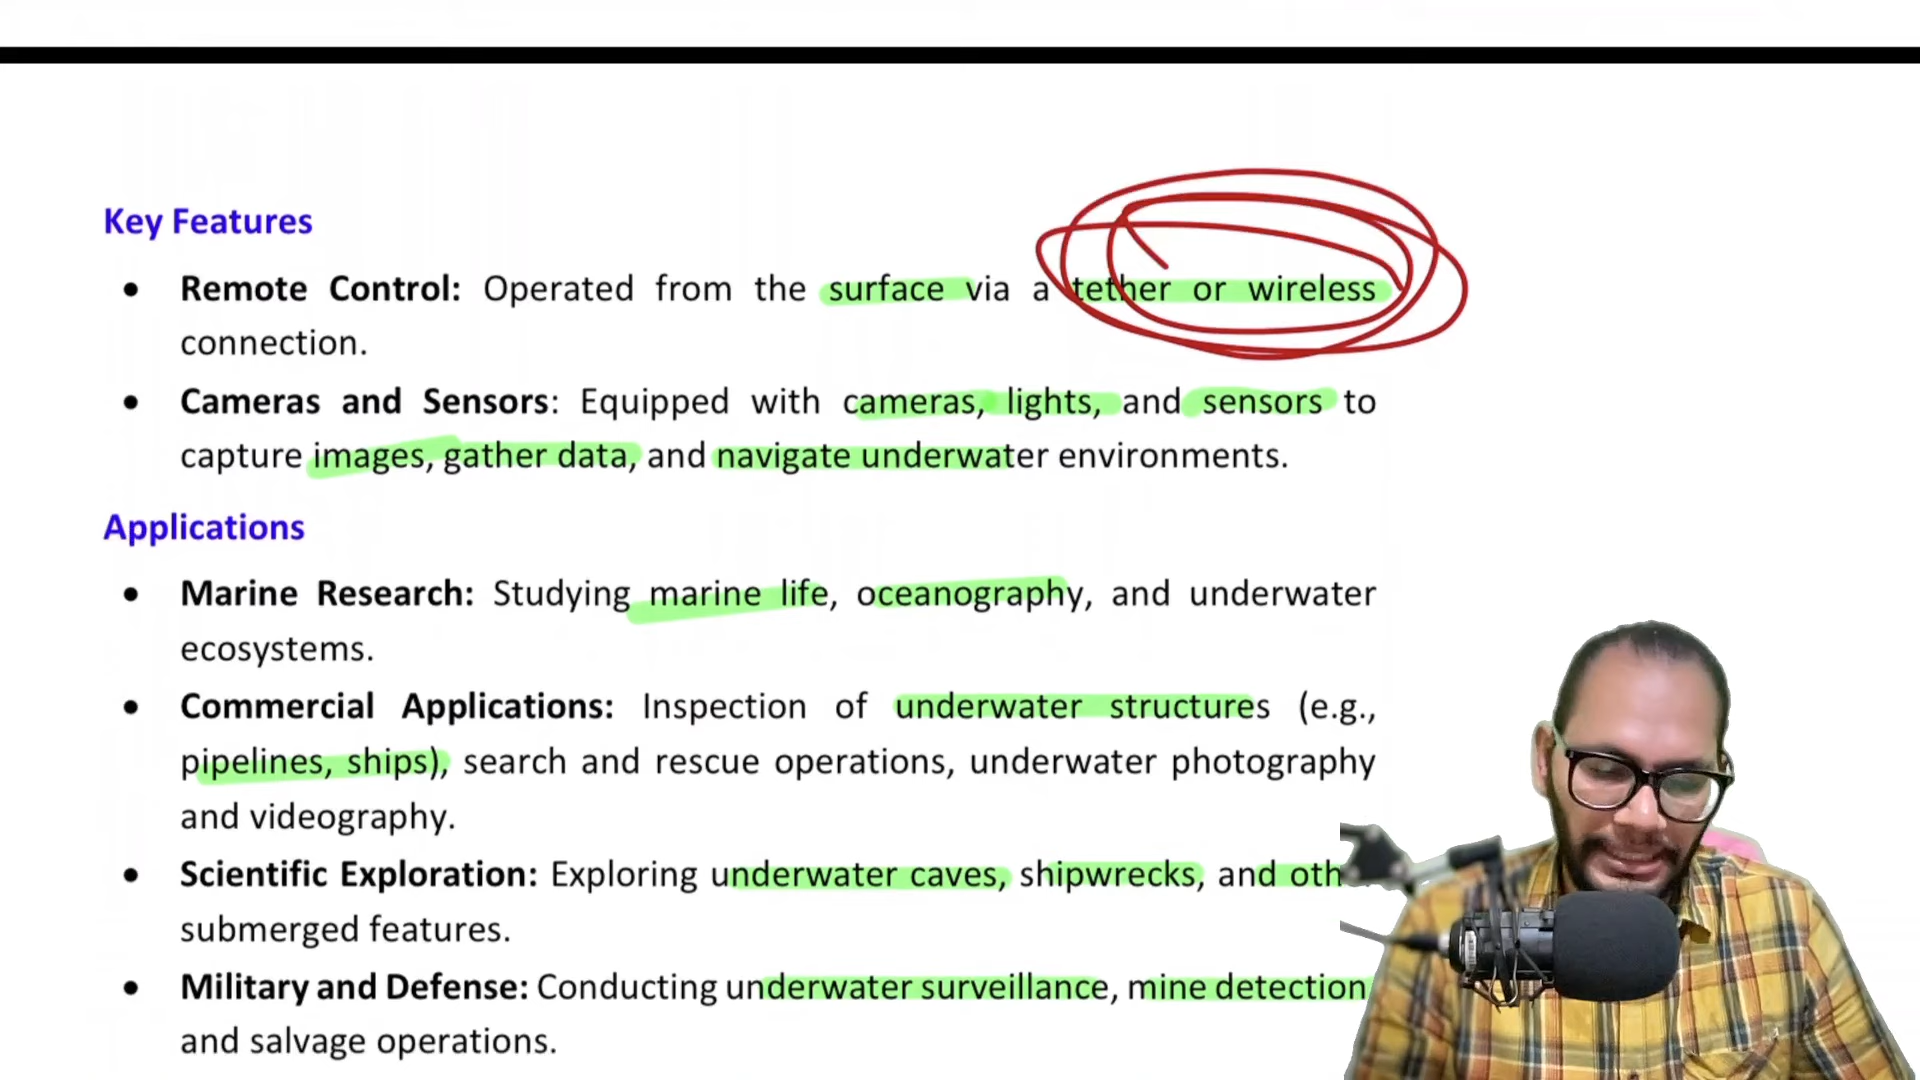 Key Features
• Remote Control: Operated from the surface via a tether or wireless
connection.
• Cameras and Sensors: Equipped with cameras, lights, and sensors to
capture images, gather data, and navigate underwater environments.
Applications
• Marine Research: Studying marine life, oceanography, and underwater
ecosystems.
• Commercial Applications: Inspection of underwater structures (e.g.,
pipelines, ships), search and rescue operations, underwater photography
and videography.
• Scientific Exploration: Exploring underwater caves, shipwrecks, and
submerged features.
• Military and Defense: Conducting underwater surveillance, mine detection
and salvage operations.